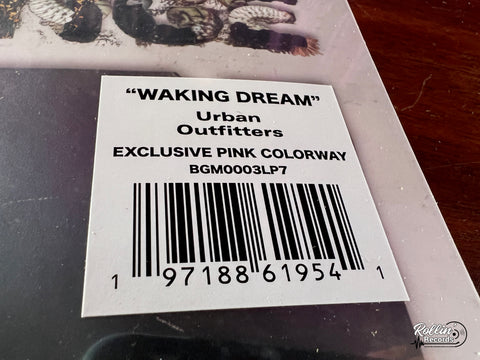 “WAKING DREAM”
Urban
Outfitters
EXCLUSIVE PINK COLORWAY
BGM0003LP7
1 97188 61954 1
Rollin'
Records